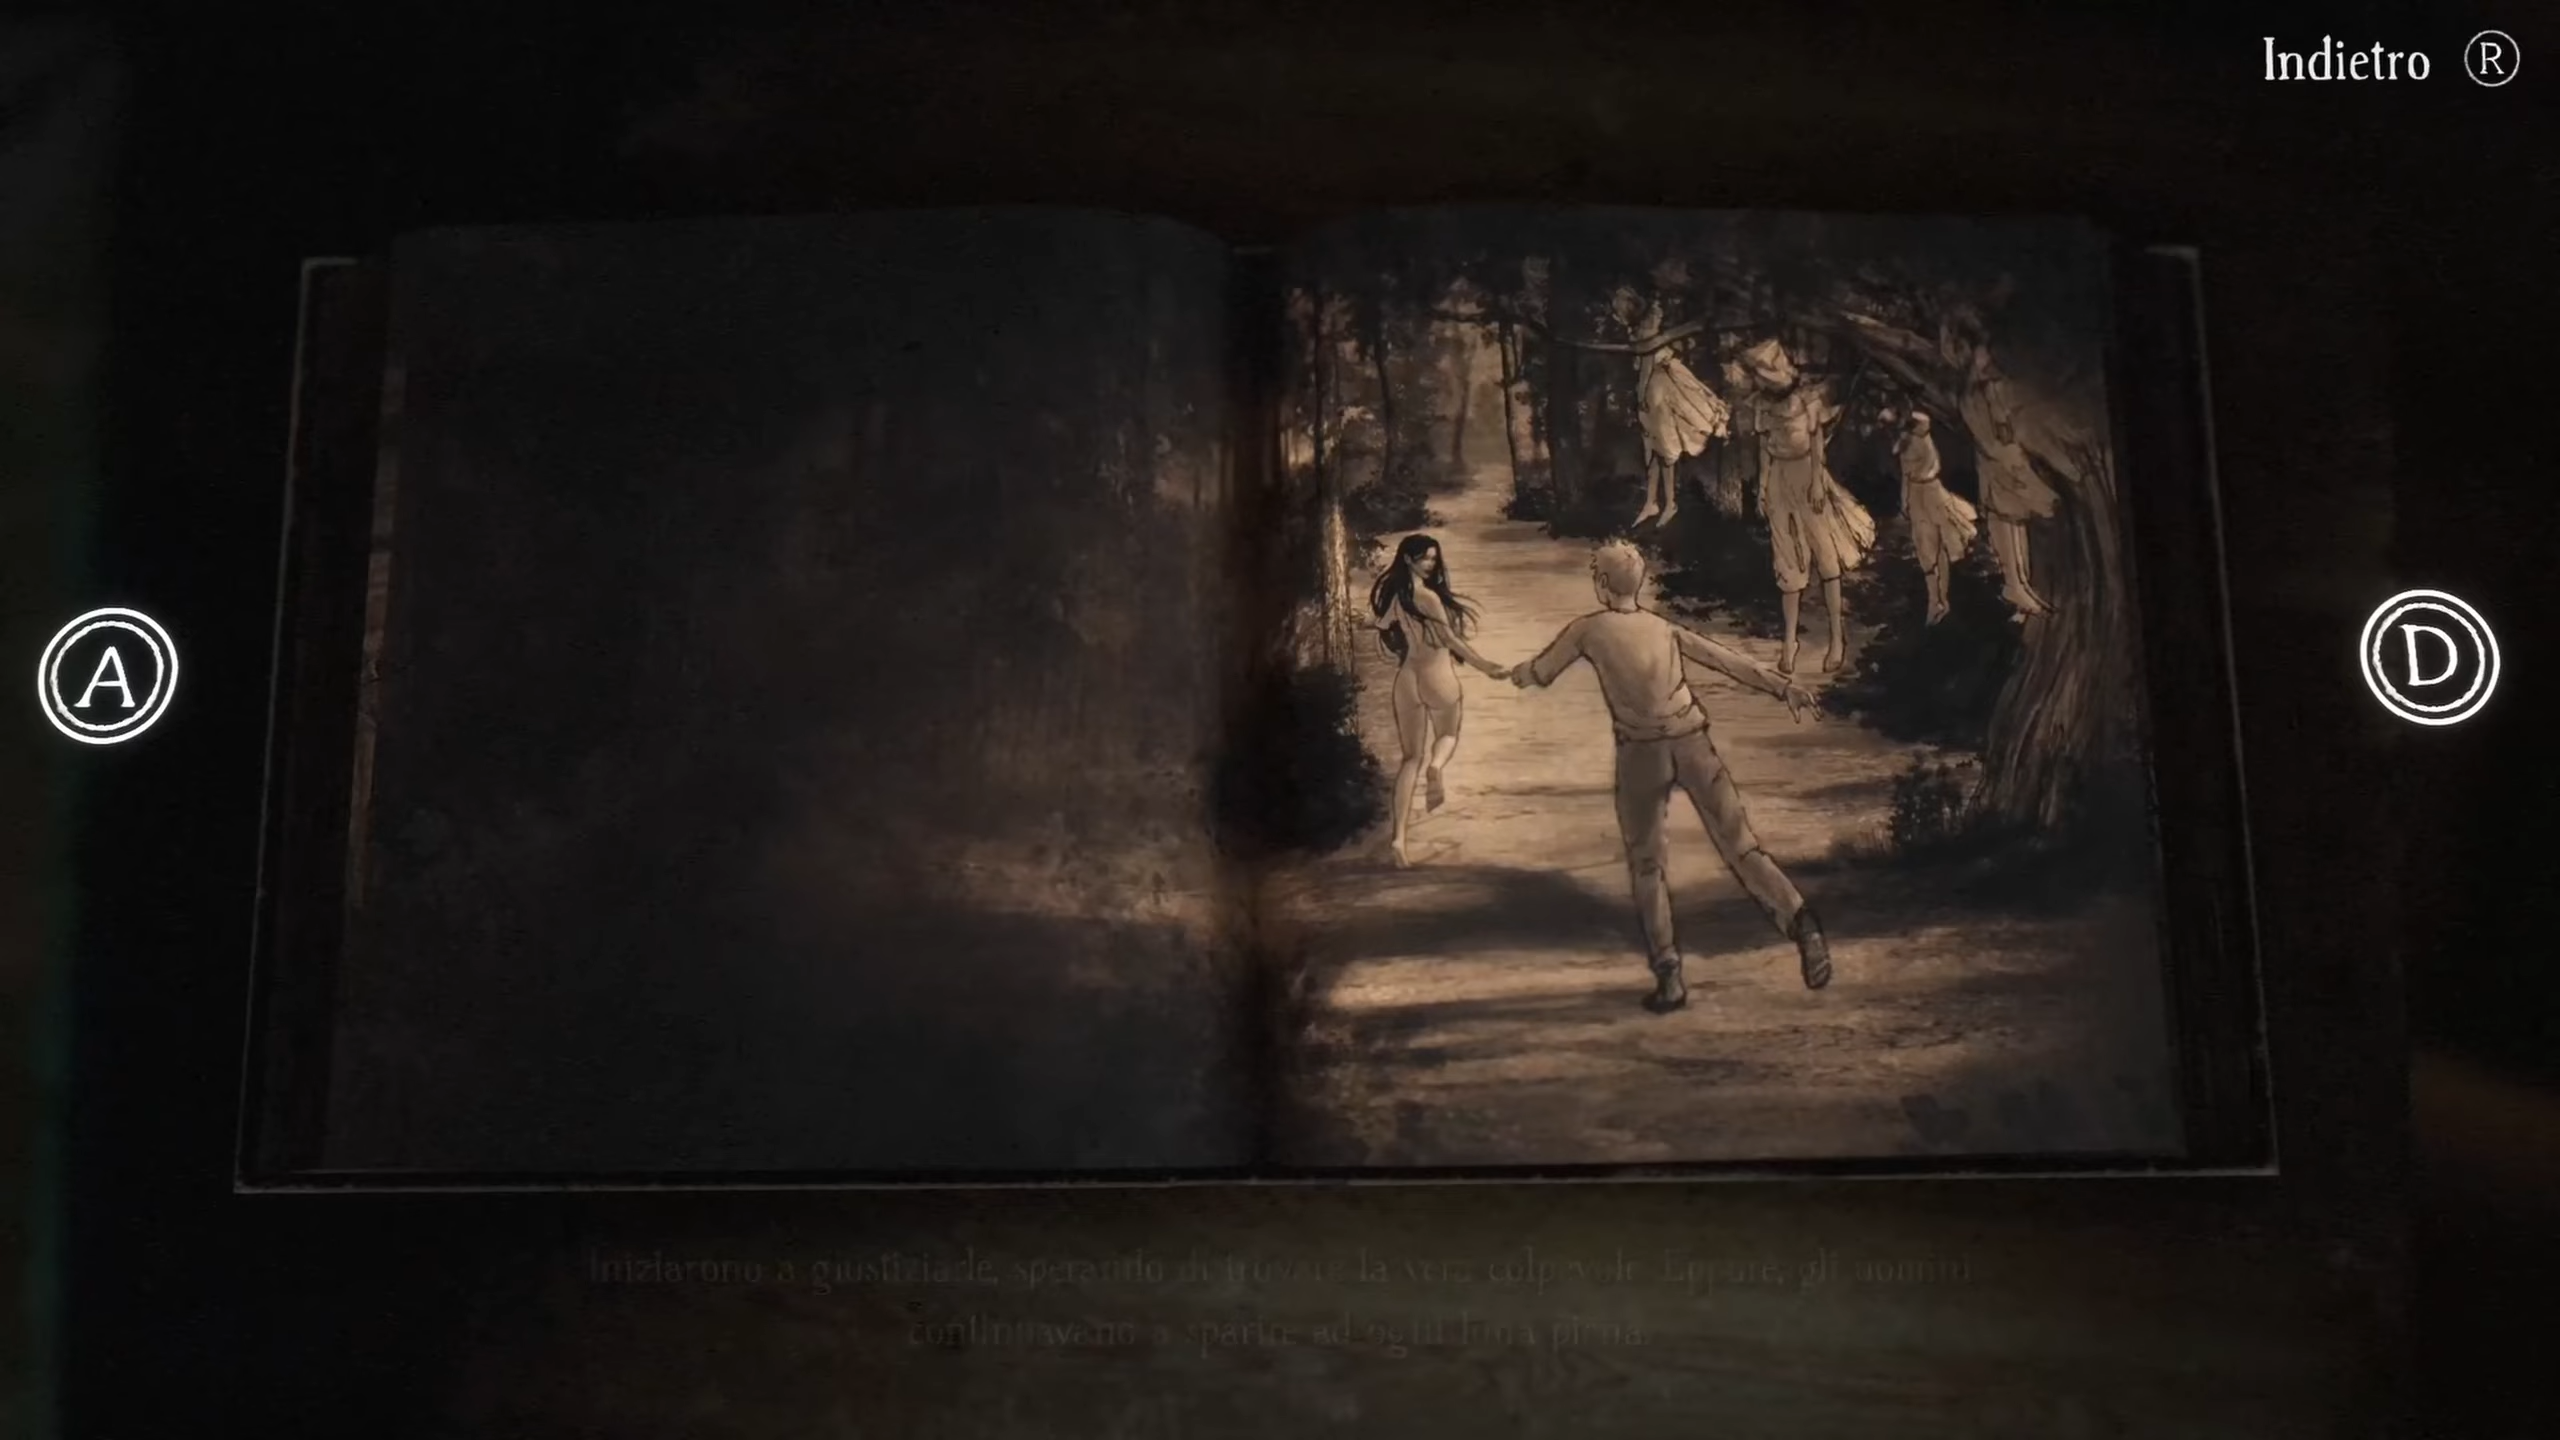 Indietro R
A
D
Iniziarono a giustiziarle, sperando di trovare la vera colpevole. Eppure, gli uomini
continuavano a sparire ad ogni luna piena.